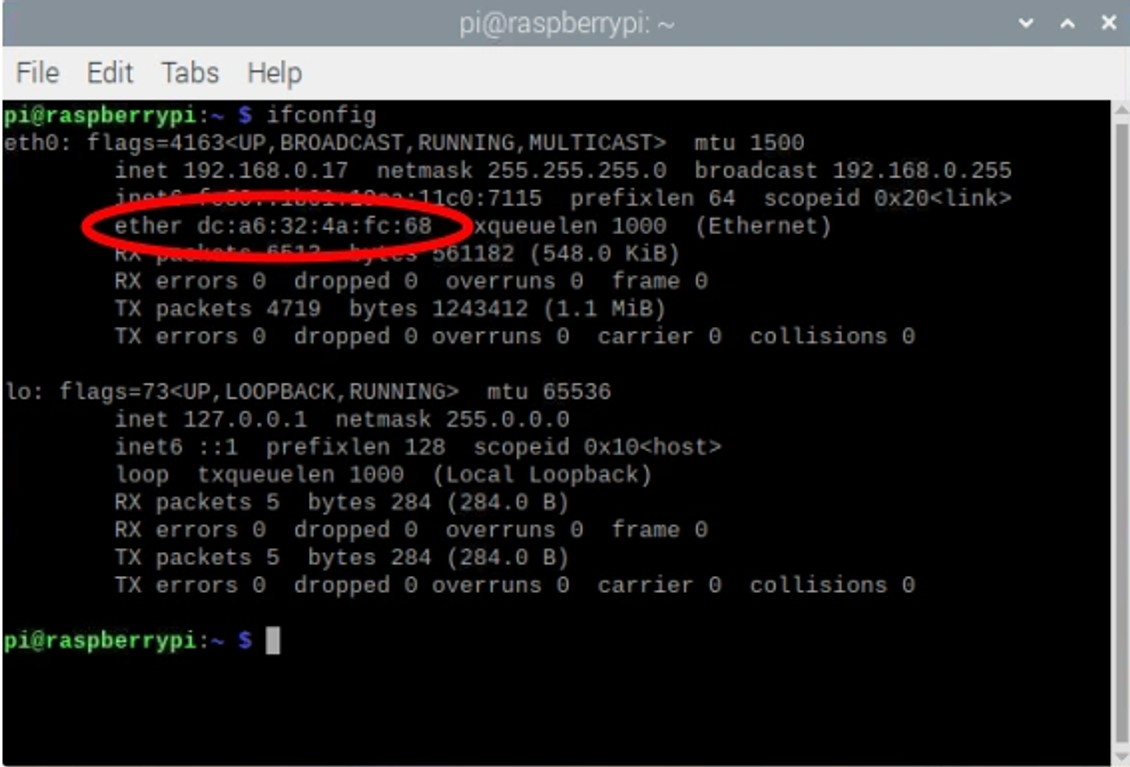 pi@raspberrypi: ~
File Edit Tabs Help
pi@raspberrypi:~ $ ifconfig
eth0: flags=4163<UP,BROADCAST,RUNNING,MULTICAST> mtu 1500
inet 192.168.0.17 netmask 255.255.255.0 broadcast 192.168.0.255
prefixlen 64 scopeid 0x20<link>
ether dc:a6:32:4a:fc:68 (Ethernet)
RX packets bytes 561182 (548.0 KiB)
RX errors 0 dropped 0 overruns 0 frame 0
TX packets 4719 bytes 1243412 (1.1 MiB)
TX errors 0 dropped 0 overruns 0 carrier 0 collisions 0
lo: flags=73<UP,LOOPBACK,RUNNING> mtu 65536
inet 127.0.0.1 netmask 255.0.0.0
inet6 ::1 prefixlen 128 scopeid 0x10<host>
loop txqueuelen 1000 (Local Loopback)
RX packets 5 bytes 284 (284.0 B)
RX errors 0 dropped 0 overruns 0 frame 0
TX packets 5 bytes 284 (284.0 B)
TX errors 0 dropped 0 overruns 0 carrier 0 collisions 0
pi@raspberrypi:~ $